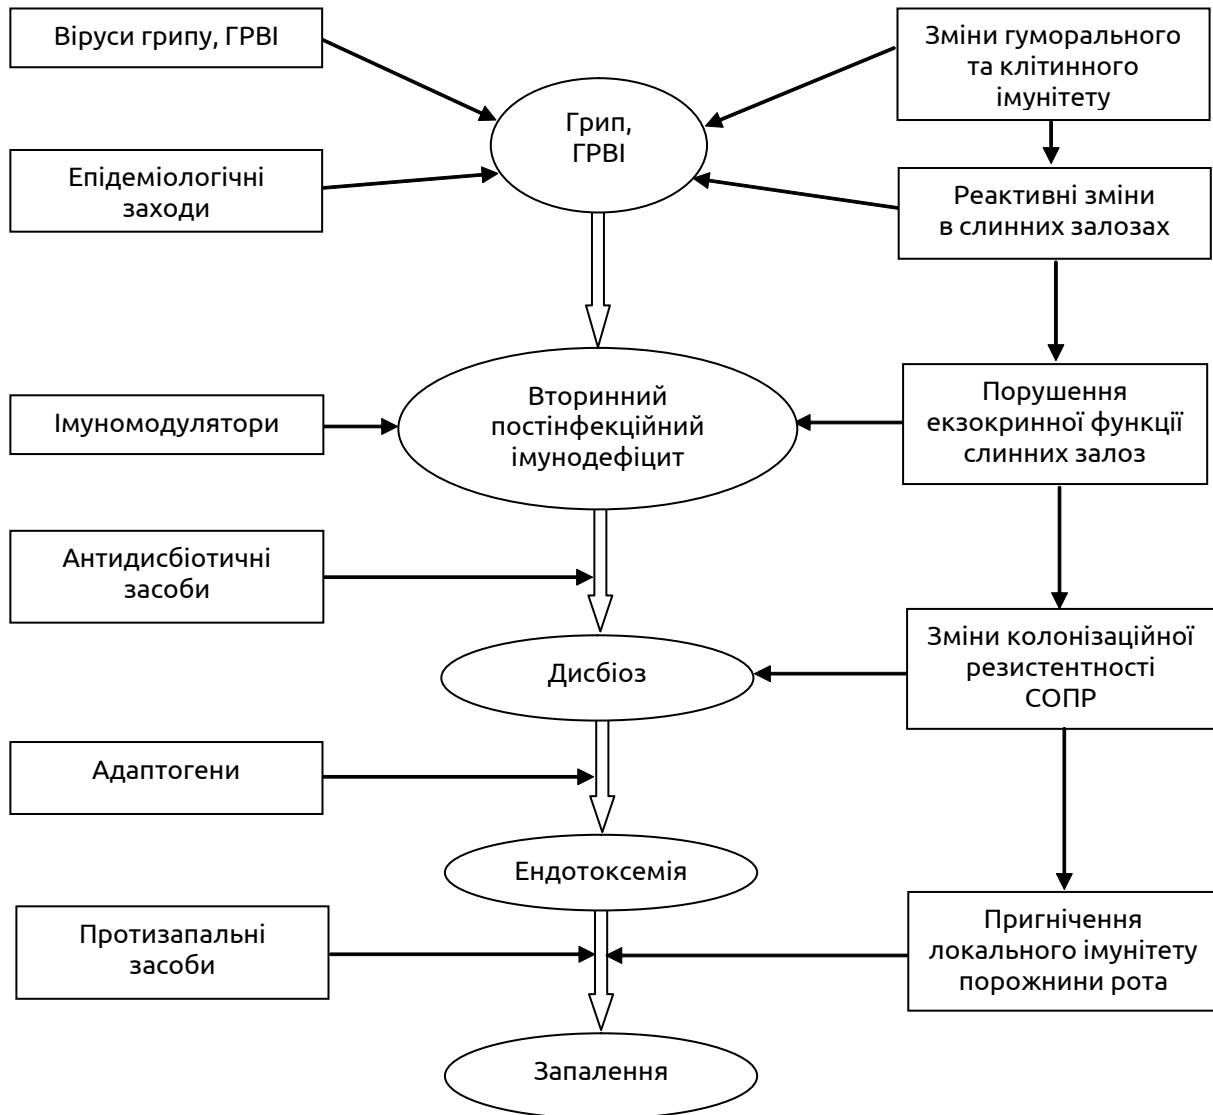 Віруси грипу, ГРВІ
Зміни гуморального
та клітинного
імунітету
Грип,
ГРВІ
Епідеміологічні
заходи
Реактивні зміни
в слинних залозах
Імуномодулятори
Вторинний
постінфекційний
імунодефіцит
Порушення
екзокринної функції
слинних залоз
Антидисбіотичні
засоби
Дисбіоз
Зміни колонізаційної
резистентності
СОПР
Адаптогени
Ендотоксемія
Протизапальні
засоби
Пригнічення
локального імунітету
порожнини рота
Запалення